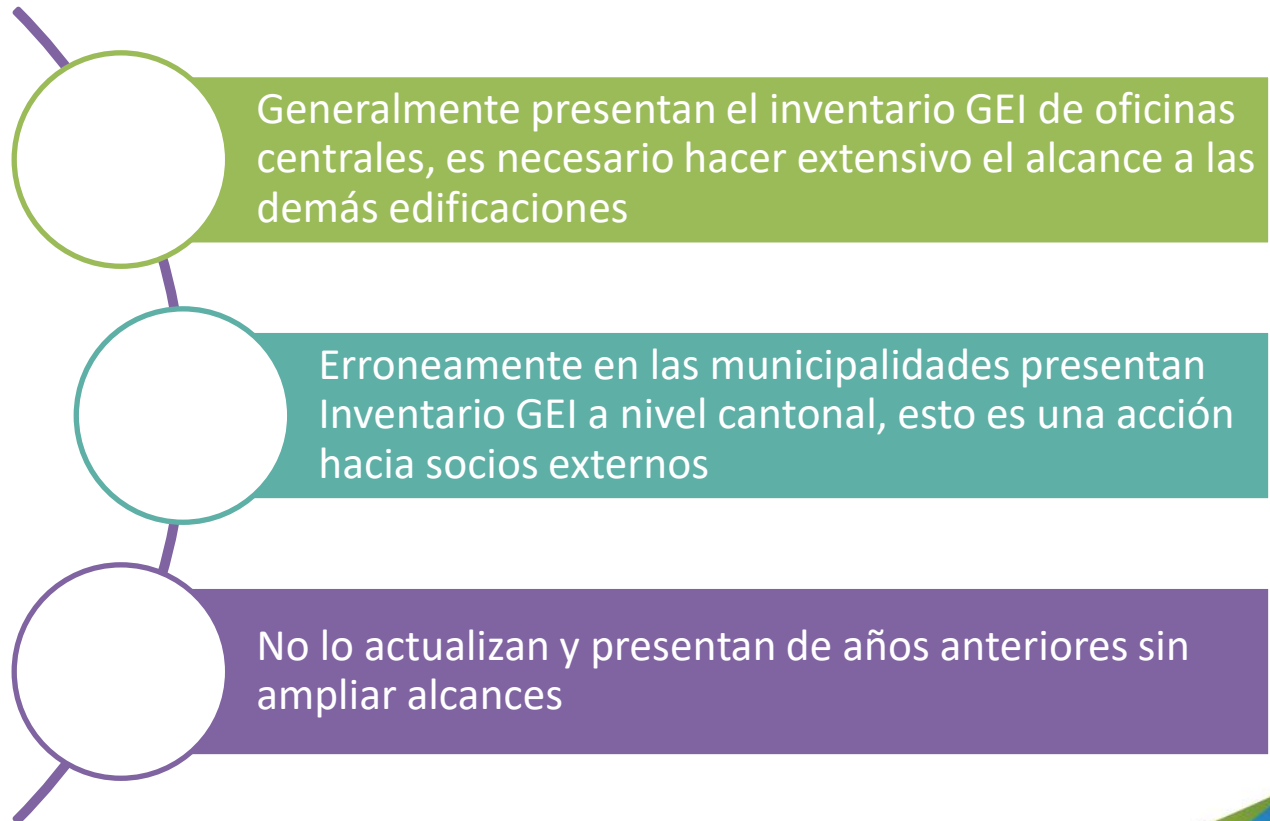 Generalmente presentan el inventario GEI de oficinas
centrales, es necesario hacer extensivo el alcance a las
demás edificaciones
Erroneamente en las municipalidades presentan
Inventario GEI a nivel cantonal, esto es una acción
hacia socios externos
No lo actualizan y presentan de años anteriores sin
ampliar alcances